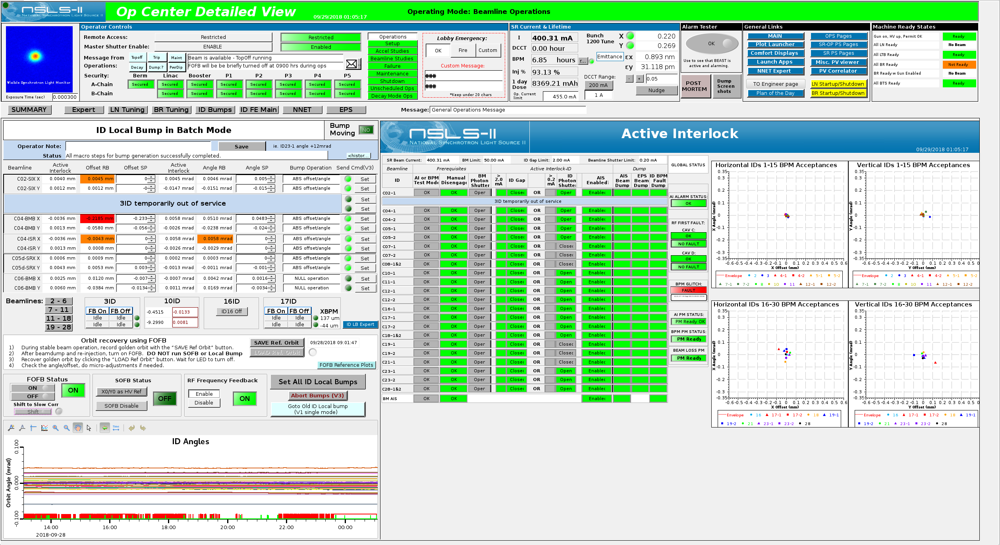 NSLS-II
NATIONAL SYNCHROTRON LIGHT SOURCE II
Op Center Detailed View
09/29/2018 01:05:17
Operating Mode: Beamline Operations
Visible Synchrotron Light Monitor
Exposure Time (sec) 0.000300
Operator Controls
Remote Access: Restricted Restricted
Master Shutter Enable: ENABLE Enabled
Message From Operations:
Topoff Trip Maint
Decay Dump:? PwrDip
Beam is available - TopOff running
FOFB will be be briefly turned off at 0900 hrs during ops
Security: Berm Linac Booster P1 P2 P3 P4 P5
A-Chain Secured Secured Secured Secured Secured Secured Secured Secured
B-Chain Secured Secured Secured Secured Secured Secured Secured
Operations
Setup
Accel Studies
Beamline Studies
Failure
Maintenance
Shutdown
Unscheduled Ops
Decay Mode Ops
Lobby Emergency:
OK Fire Custom
Custom Message:
###
###
*Keep under 20 chars
SR Current & Lifetime
I 400.31 mA
DCCT 0.00 hour
BPM 6.85 hours r...
Inj % 93.13 %
1 day Dose 8369.21 mAh
Op. Current limit 455.0 mA
Bunch 1200 Tune X 0.220
Y 0.269
Emittance εx 0.893 nm
εy 31.118 pm
DCCT Range: - + 0.05
200 mA Nudge
1 A
Alarm Tester
OK
Use to see that BEAST is active and alarming.
POST MORTEM
Dump Screen shots
General Links
MAIN OPS Pages
Plot Launcher SR-OP PS Pages
Comfort Displays SR PS Pages
Launch Apps Misc. PV viewer
NNET Expert PV Correlator
TO Engineer page LN Startup/Shutdown
Plan of the Day BR Startup/Shutdown
Machine Ready States
Gun on, HV up, Permit OK Ready
All LN Ready No Beam
All LTB Ready Ready
All BR Ready Not Ready
BR Ready w Gun Enabled No Beam
All BTS Ready Ready
SUMMARY Expert LN Tuning BR Tuning ID Bumps ID FE Main NNET EPS
Message: General Operations Message
ID Local Bump in Batch Mode
Bump Moving NO
Operator Note: Save ie. ID23-1 angle +12mrad
Status All macro steps for bump generation successfully completed. <histor...
Beamline Active Interlock Offset RB Offset SP Active Interlock Angle RB Angle SP Bump Operation Send Cmd(V3)
C02-SIX X 0.0040 mm 0.0045 mm 0 0.0045 mrad 0.0046 mrad 0.005 ABS offset/angle Set
C02-SIX Y 0.0012 mm 0.0012 mm -0 -0.0147 mrad -0.0151 mrad -0.015 ABS offset/angle Set
3ID temporarily out of service Set
Set
C04-BMB X -0.0036 mm -0.2185 mm -0.233 0.0058 mrad 0.0510 mrad 0.0483 ABS offset/angle Set
C04-BMB Y 0.0013 mm -0.0580 mm -0.056 -0.0026 mrad -0.0238 mrad -0.024 ABS offset/angle Set
C04-ISR X -0.0036 mm -0.0043 mm 0 0.0058 mrad 0.0058 mrad 0 ABS offset/angle Set
C04-ISR Y 0.0013 mm 0.0008 mm 0 -0.0026 mrad -0.0029 mrad 0 ABS offset/angle Set
C05d-SRX X 0.0006 mm 0.0009 mm 0 0.0002 mrad 0.0003 mrad 0 ABS offset/angle Set
C05d-SRX Y 0.0043 mm 0.0053 mm 0.003 -0.0013 mrad -0.0011 mrad -0.001 ABS offset/angle Set
C06-BMB X 0.0025 mm 0.0120 mm -0.007 -0.0007 mrad 0.0042 mrad 0.0016 NULL operation Set
C06-BMB Y 0.0060 mm -0.0384 mm -0.0134 0.0011 mrad 0.0169 mrad -0.0034 NULL operation Set
Beamlines: 2 - 6
7 - 11
11 - 18
19 - 28
3ID
FB On FB Off
Idle Idle
Idle Idle
10ID
-0.4515 -0.0133
-9.2990 0.0081
16ID
ID16 Off
17ID
FB On FB Off XBPM
Idle Idle 137 um
Idle Idle -44 um
ID LB Expert
Orbit recovery using FOFB
1) During stable beam operation, record golden orbit with the “SAVE Ref Orbit” button.
2) After beamdump and re-injection, turn on FOFB. DO NOT run SOFB or Local Bump
3) Recover golden orbit by clicking the “LOAD Ref Orbit” button. Wait for LED to turn off.
4) Check the angle/offset, do micro-adjustments if needed.
SAVE Ref. Orbit 09/28/2018 09:01:47
LOAD Ref. Orbit
FOFB Reference Plots
FOFB Status
ON
OFF
ON
Shift to Slow Corr
Shift
SOFB Status
X0/Y0 as HV Ref
SOFB Disable
OFF
RF Frequency Feedback
Enable
Disable
ON
Set All ID Local Bumps
Abort Bumps (V3)
Goto Old ID Local bump
(V1 single mode)
Time
ID Angles
Orbit Angle (mrad)
0.100
0.000
-0.100
14:00 16:00 18:00 20:00 22:00 00:00
2018-09-28
NSLS-II
NATIONAL SYNCHROTRON LIGHT SOURCE II
Active Interlock
09/29/2018 01:05:17
SR Beam Current: 400.31 mA BM Limit: 50.00 mA ID Gap Limit: 2.00 mA Beamline Shutter Limit: 0.20 mA
Beamline Prerequisites Active Interlock-ID Dump
ID AI or BPM Test Mode Manual Disengage BM Photon Shutter > 2.0 mA ID Gap > 0.2 mA ID Photon Shutter AIS Enabled: AIS Beam Dump EPS Beam Dump ID BPM Fault Dump
C02-1 OK OK Oper Closec OR Oper Enablec
3ID temporarily out of service
C04-1 OK OK Oper Closec OR Oper Enablec
C04-2 OK OK Oper Closec OR Oper Enablec
C05-1 OK OK Oper Closec OR Oper Enablec
C05-2 OK OK Oper Closec OR Oper Enablec
C07-1 OK OK Oper Closec OR Closec Enablec
C07-2 OK OK Oper Closec OR Closec Enablec
C08-1&2 OK OK Oper Closec OR Closec Enablec
C10-1 OK OK Oper Closec OR Open Enablec
C11-1 OK OK Oper Closec OR Open Enablec
C12-1 OK OK Oper Closec OR Open Enablec
C12-2 OK OK Oper Closec OR Open Enablec
C16-1 OK OK Oper Closec OR Open Enablec
C17-1 OK OK Oper Closec OR Open Enablec
C17-2 OK OK Oper Closec OR Open Enablec
C18-1&2 OK OK Oper Closec OR Open Enablec
C19-1 OK OK Oper Closec OR Closec Enablec
C19-2 OK OK Oper Closec OR Closec Enablec
C21-1 OK OK Oper Closec OR Closec Enablec
C23-1 OK OK Oper Closec OR Open Enablec
C23-2 OK OK Oper Closec OR Open Enablec
C28-1&2 OK OK Oper Closec OR Open Enablec
BM AIS OK OK Enablec
GLOBAL STATUS
AI ALARM STATUS:
OK
RF FIRST FAULT:
CAV C:
OK
NO FAULT
CAV D:
OK
NO FAULT
BPM GLITCH:
FAULT
AI PM STATUS:
PM Ready OK
BPM PM STATUS:
PM Ready
BEAM LOSS PM
PM Ready
Horizontal IDs 1-15 BPM Acceptances
X Angle (mrad)
0.35
0.3
0.2
0.1
0
-0.1
-0.2
-0.3
-0.35
-0.6 -0.5 -0.4 -0.3 -0.2 -0.1 0 0.1 0.2 0.3 0.4 0.5 0.6
X Offset (mm)
Envelope 2 3 4-1 4-2 5-1 5-2
7-1 7-2 8 10 11 12-1 12-2
Vertical IDs 1-15 BPM Acceptances
Y Angle (mrad)
0.35
0.3
0.2
0.1
0
-0.1
-0.2
-0.3
-0.35
-0.6 -0.5 -0.4 -0.3 -0.2 -0.1 0 0.1 0.2 0.3 0.4 0.5 0
Y Offset (mm)
Envelope 2 3 4-1 4-2 5-1 5-2
7-1 7-2 8 10 11 12-1 12-2
Horizontal IDs 16-30 BPM Acceptances
X Angle (mrad)
0.35
0.3
0.2
0.1
0
-0.1
-0.2
-0.3
-0.35
-0.6 -0.5 -0.4 -0.3 -0.2 -0.1 0 0.1 0.2 0.3 0.4 0.5 0.6
X Offset (mm)
Envelope 16 17-1 17-2 18 19-1
19-2 21 23-1 23-2 28
Vertical IDs 16-30 BPM Acceptances
Y Angle (mrad)
0.35
0.3
0.2
0.1
0
-0.1
-0.2
-0.3
-0.35
-0.6 -0.5 -0.4 -0.3 -0.2 -0.1 0 0.1 0.2 0.3 0.4 0.5 0
Y Offset (mm)
Envelope 16 17-1 17-2 18 19-1
19-2 21 23-1 23-2 28